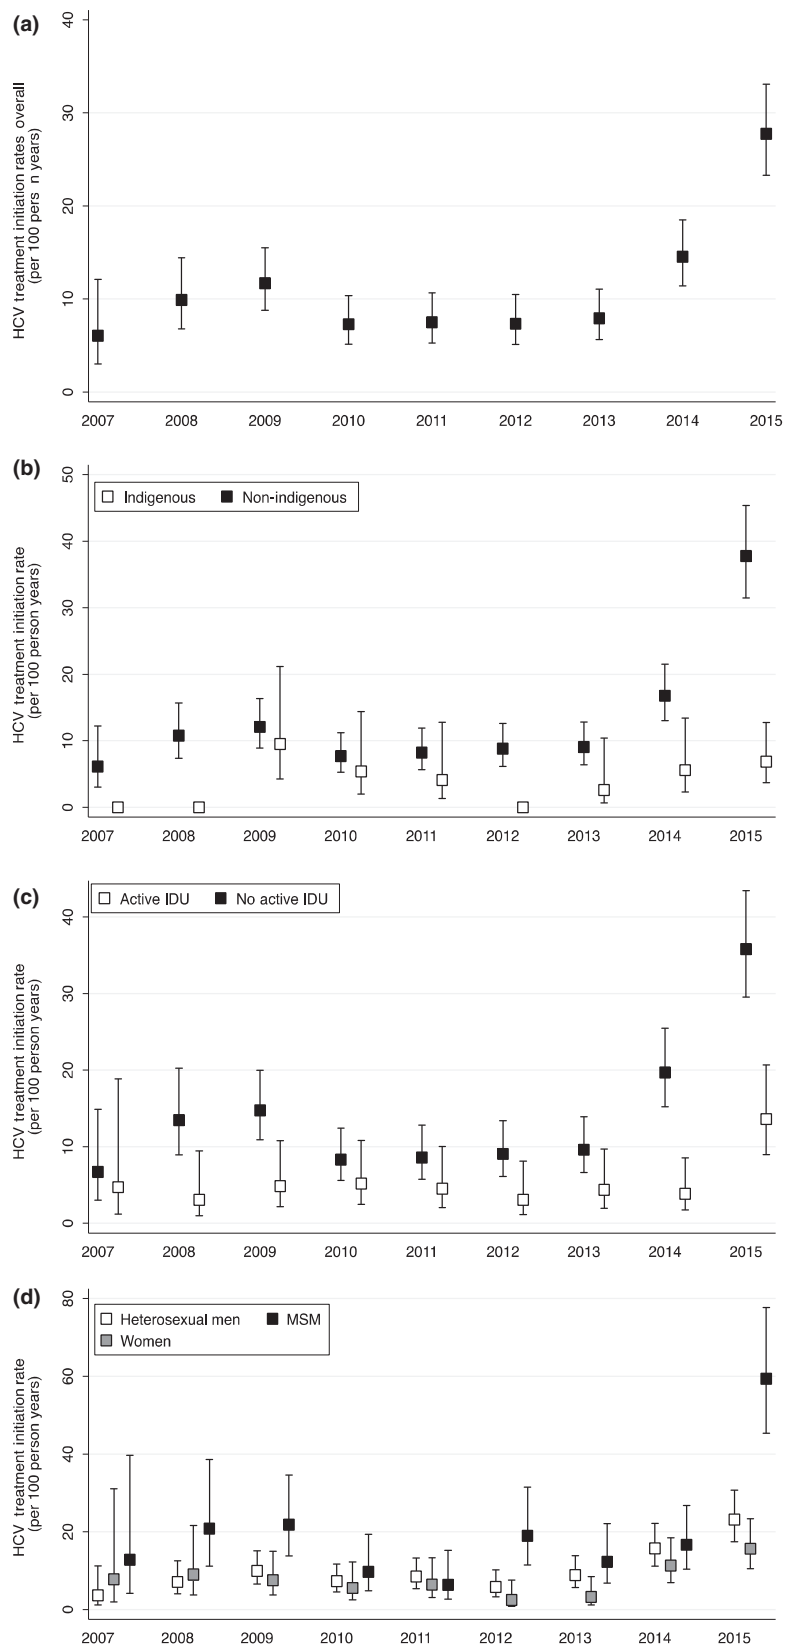 (a)
HCV treatment initiation rates overall
(per 100 pers n years)
40
30
20
10
0
2007 2008 2009 2010 2011 2012 2013 2014 2015
(b)
HCV treatment initiation rate
(per 100 person years)
Indigenous Non-indigenous
50
40
30
20
10
0
2007 2008 2009 2010 2011 2012 2013 2014 2015
(c)
HCV treatment initiation rate
(per 100 person years)
Active IDU No active IDU
40
30
20
10
0
2007 2008 2009 2010 2011 2012 2013 2014 2015
(d)
HCV treatment initiation rate
(per 100 person years)
Heterosexual men MSM
Women
80
60
40
20
0
2007 2008 2009 2010 2011 2012 2013 2014 2015